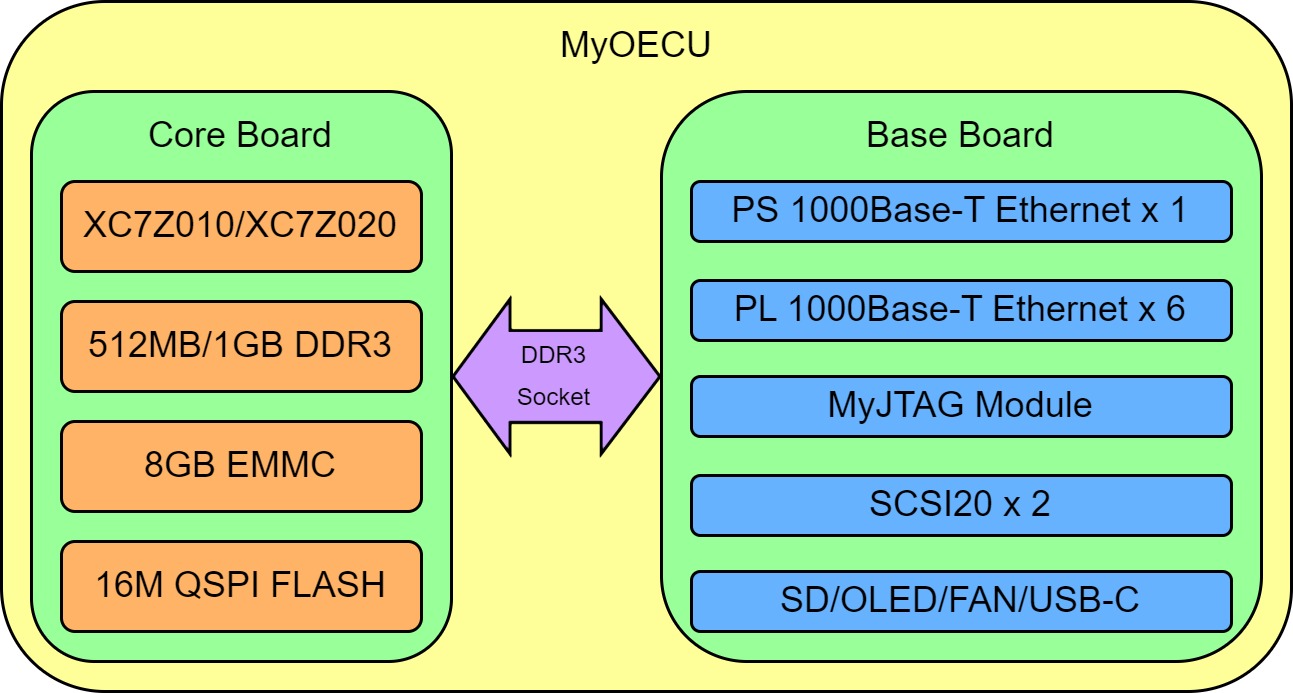 MyOECU
Core Board
XC7Z010/XC7Z020
512MB/1GB DDR3
8GB EMMC
16M QSPI FLASH
DDR3
Socket
Base Board
PS 1000Base-T Ethernet x 1
PL 1000Base-T Ethernet x 6
MyJTAG Module
SCSI20 x 2
SD/OLED/FAN/USB-C